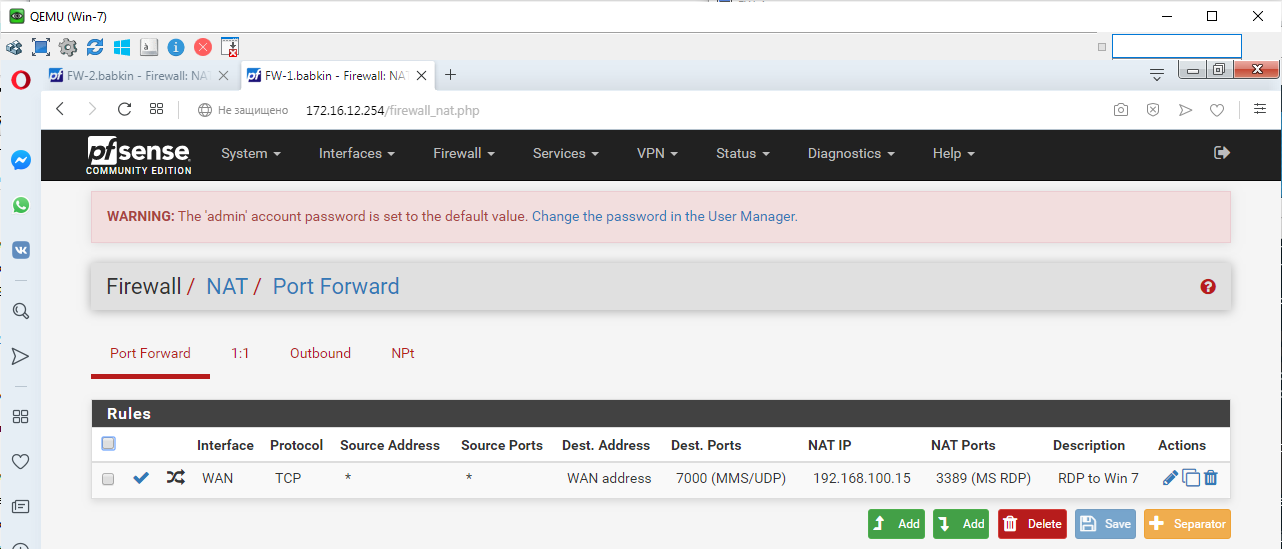 QEMU (Win-7)
FW-2.babkin - Firewall: NA
FW-1.babkin - Firewall: NA
Не защищено 172.16.12.254/firewall_nat.php
pfsense
COMMUNITY EDITION
System Interfaces Firewall Services VPN Status Diagnostics Help
WARNING: The 'admin' account password is set to the default value. Change the password in the User Manager.
Firewall / NAT / Port Forward
Port Forward 1:1 Outbound NPt
Rules
Interface Protocol Source Address Source Ports Dest. Address Dest. Ports NAT IP NAT Ports Description Actions
WAN TCP * * WAN address 7000 (MMS/UDP) 192.168.100.15 3389 (MS RDP) RDP to Win 7
Add Add Delete Save Separator